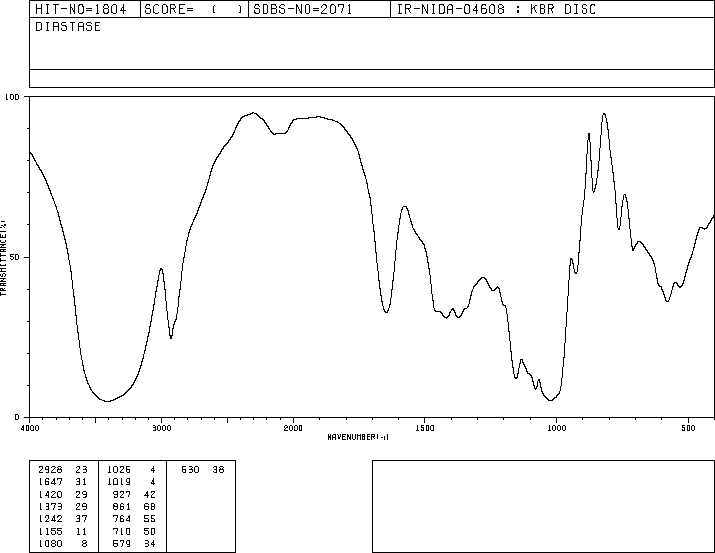 HIT-NO=1804 SCORE= ( ) SDBS-NO=2071 IR-NIDA-04608 : KBR DISC
DIASTASE
100
TRANSMITTANCE(%)
50
0
4000 3000 2000 1500 1000 500
WAVENUMBER(-1)
2928 23 1026 4 630 38
1647 31 1019 4
1420 29 927 42
1373 29 861 68
1242 37 764 55
1155 11 710 50
1080 8 579 34